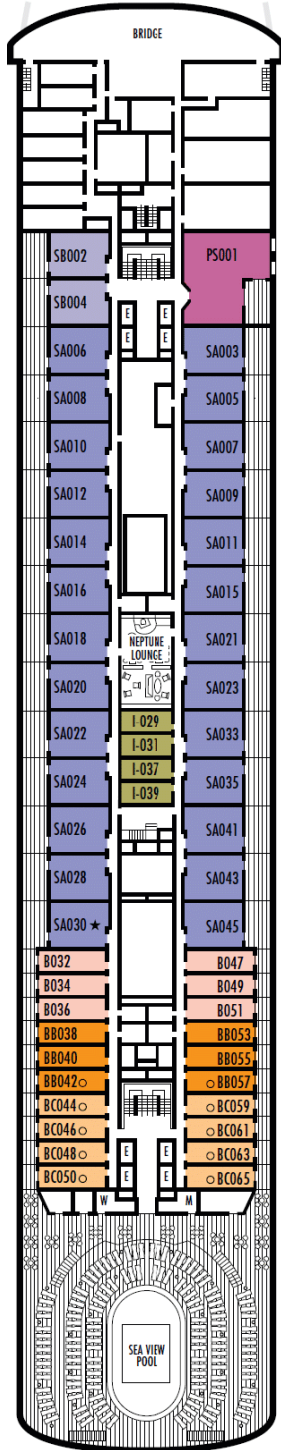 BRIDGE
SB002
PS001
SB004
E E
E E
SA006
SA003
SA008
SA005
SA010
SA007
SA012
SA009
SA014
SA011
SA016
SA015
SA018
NEPTUNE
LOUNGE
SA021
SA020
SA023
SA022
I-029
SA033
I-031
SA024
I-037
SA035
I-039
SA026
SA041
SA028
SA043
SA030 ★
SA045
B032
B047
B034
B049
B036
B051
BB038
BB053
BB040
BB055
BB042○
○BB057
BC044○
○BC059
BC046○
○BC061
BC048○
E E
○BC063
BC050○
E E
○BC065
W
M
SEA VIEW
POOL